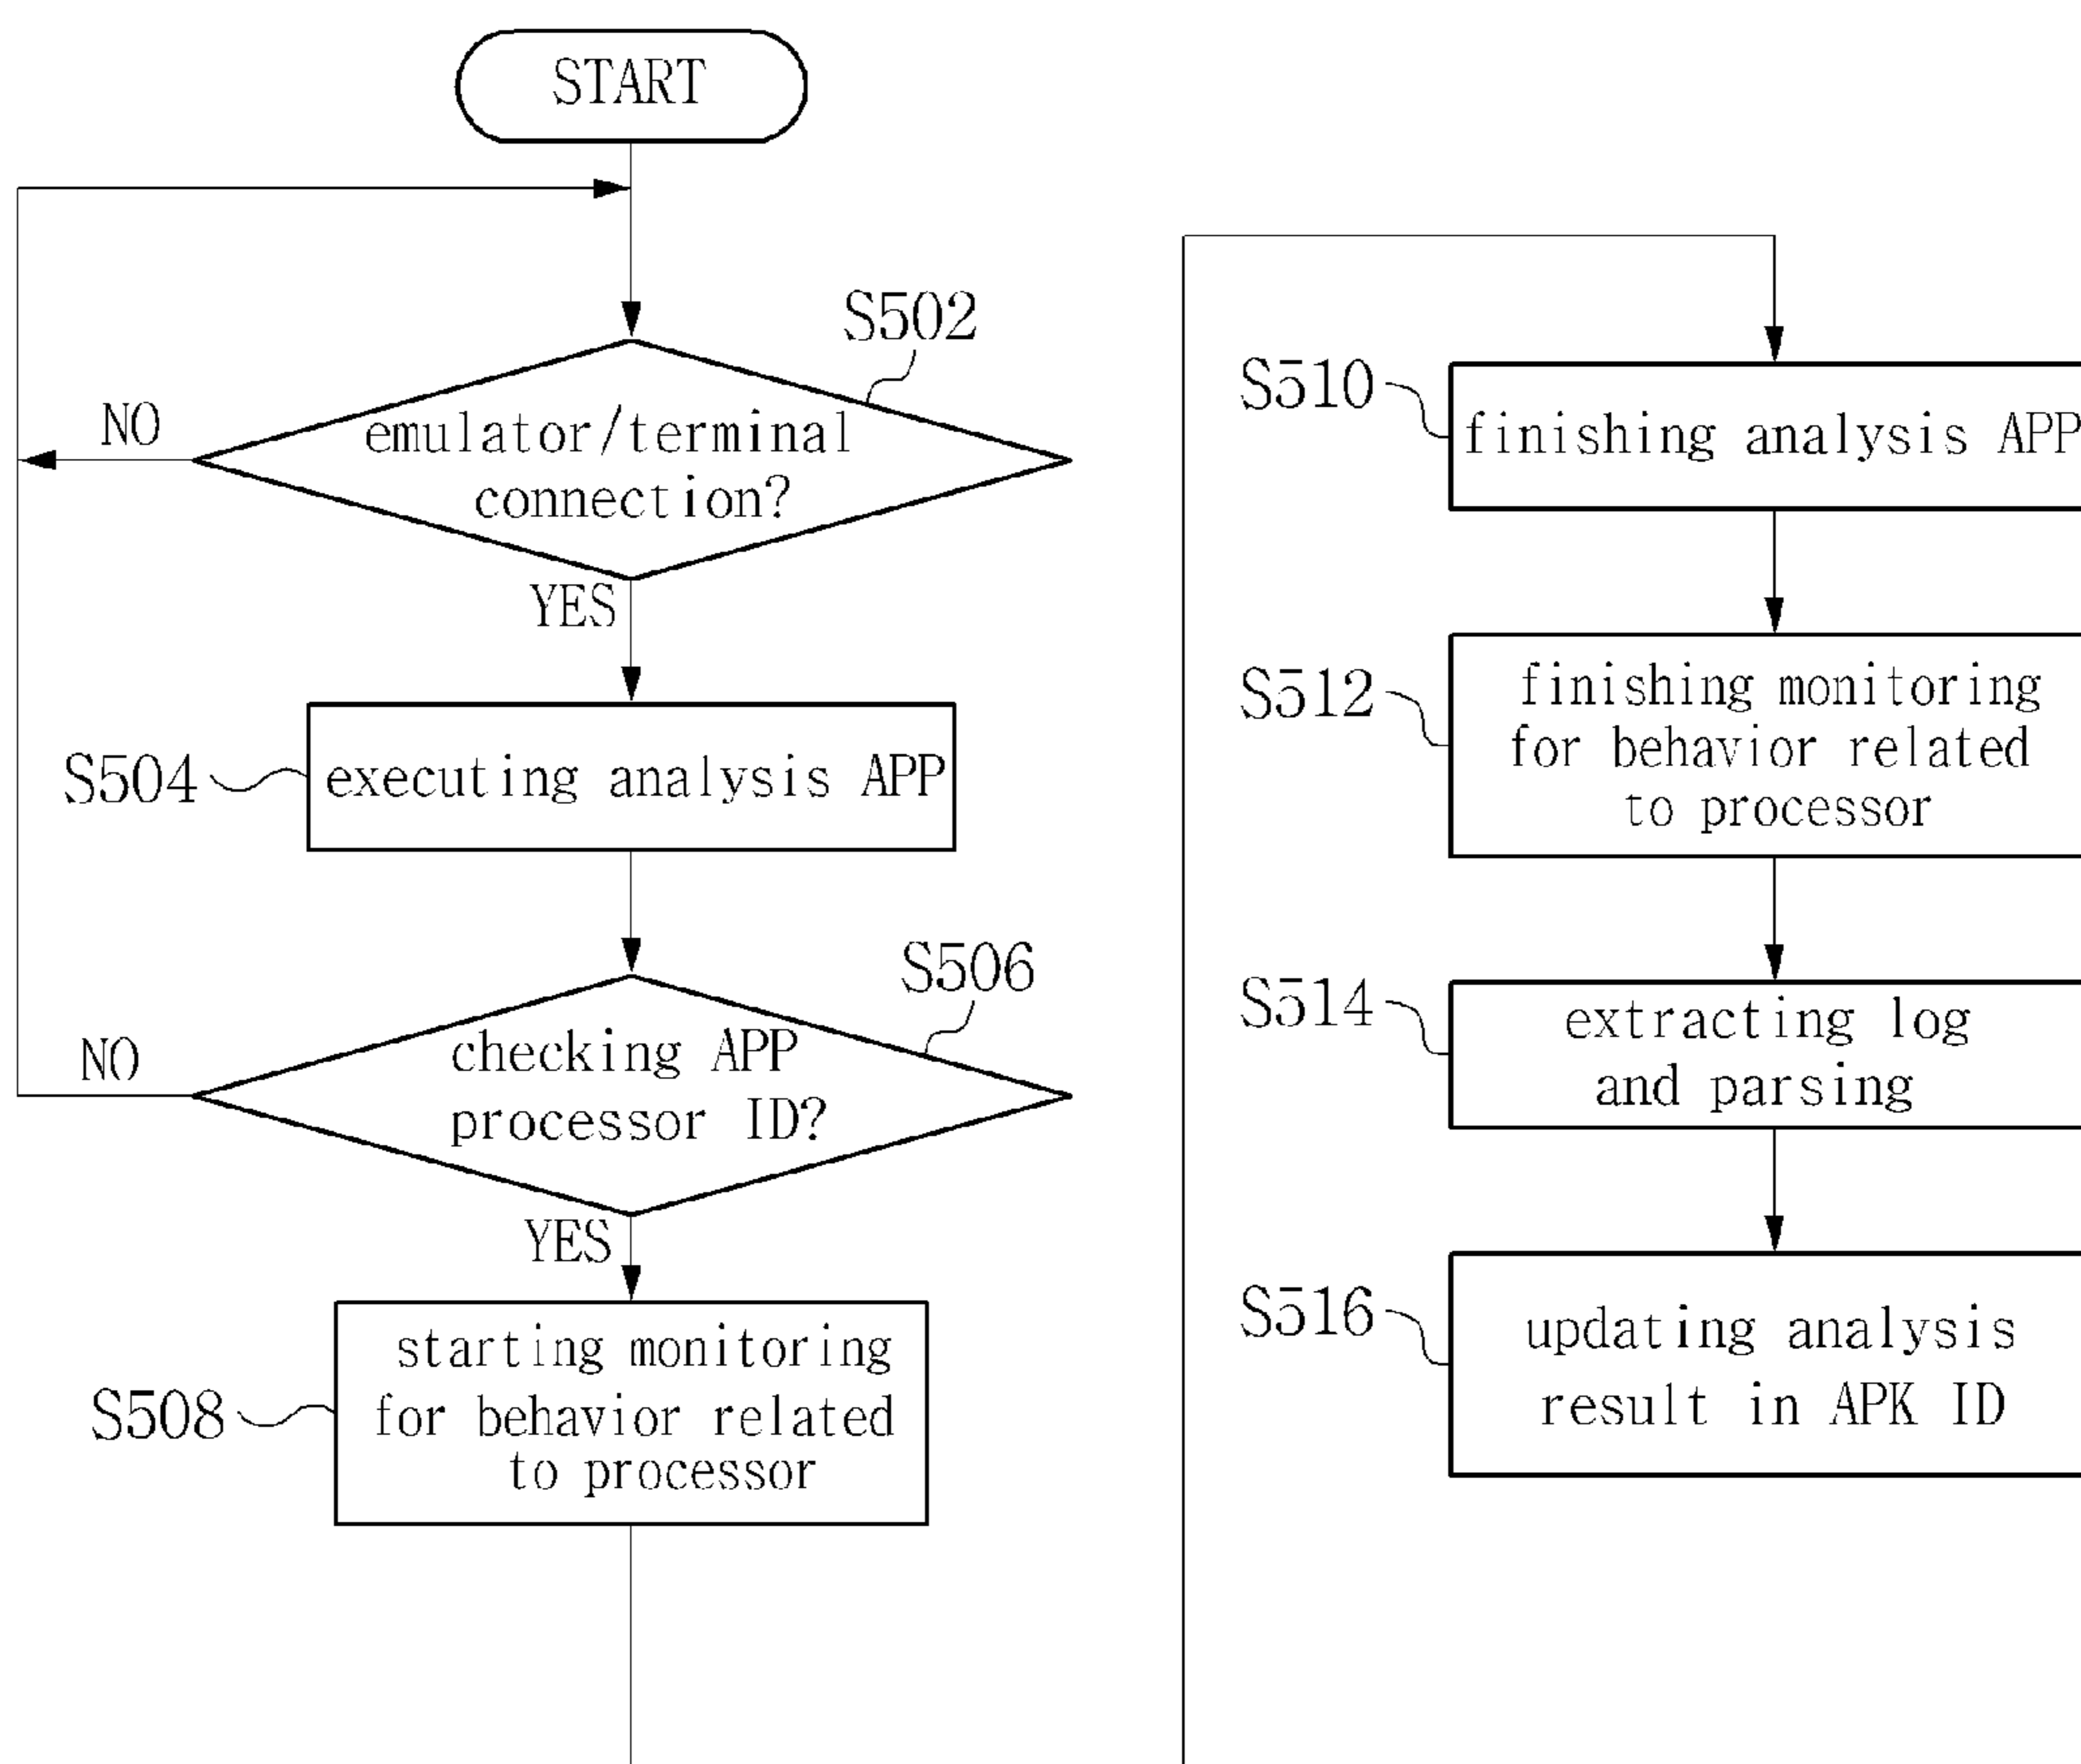 START
S502
NO
emulator/terminal
connection?
YES
S504
executing analysis APP
S506
NO
checking APP
processor ID?
YES
S508
starting monitoring
for behavior related
to processor
S510
finishing analysis APP
S512
finishing monitoring
for behavior related
to processor
S514
extracting log
and parsing
S516
updating analysis
result in APK ID